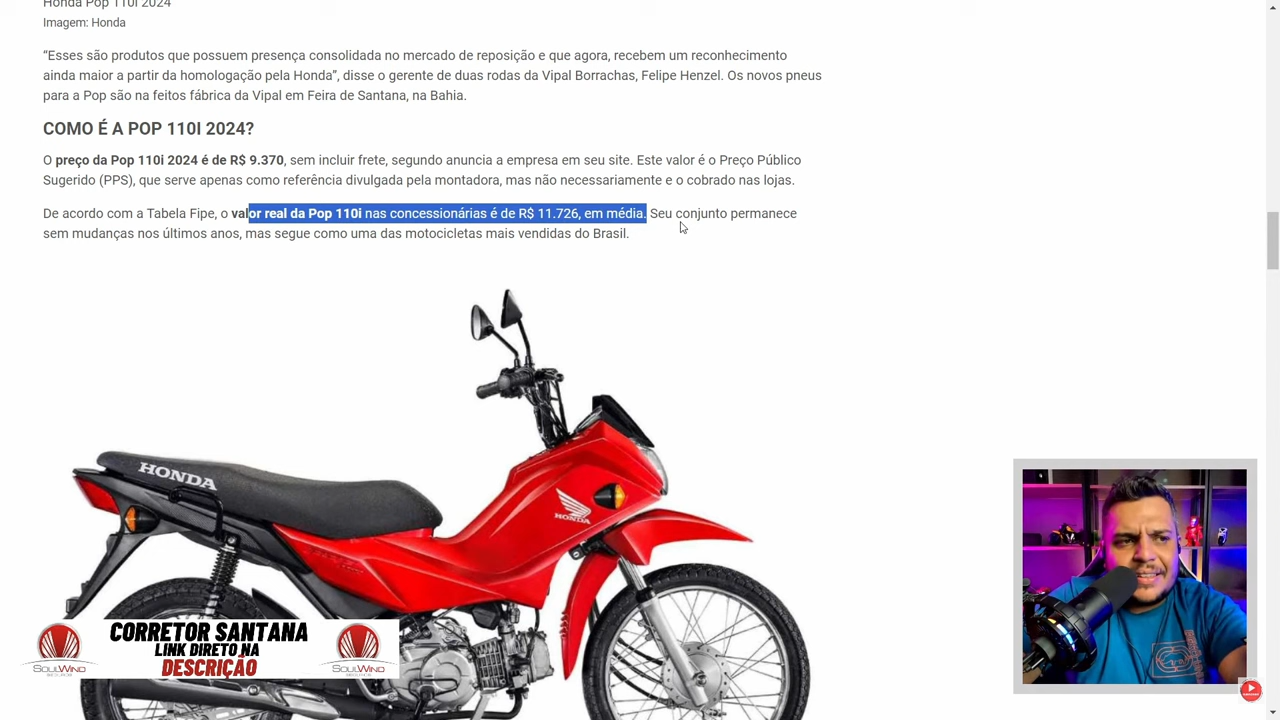 Honda Pop 110i 2024
Imagem: Honda
“Esses são produtos que possuem presença consolidada no mercado de reposição e que agora, recebem um reconhecimento
ainda maior a partir da homologação pela Honda”, disse o gerente de duas rodas da Vipal Borrachas, Felipe Henzel. Os novos pneus
para a Pop são na feitos fábrica da Vipal em Feira de Santana, na Bahia.
COMO É A POP 110I 2024?
O preço da Pop 110i 2024 é de R$ 9.370, sem incluir frete, segundo anuncia a empresa em seu site. Este valor é o Preço Público
Sugerido (PPS), que serve apenas como referência divulgada pela montadora, mas não necessariamente e o cobrado nas lojas.
De acordo com a Tabela Fipe, o valor real da Pop 110i nas concessionárias é de R$ 11.726, em média. Seu conjunto permanece
sem mudanças nos últimos anos, mas segue como uma das motocicletas mais vendidas do Brasil.
HONDA
HONDA
CORRETOR SANTANA
LINK DIRETO NA
DESCRIÇÃO
SOULWIND
SOULWIND